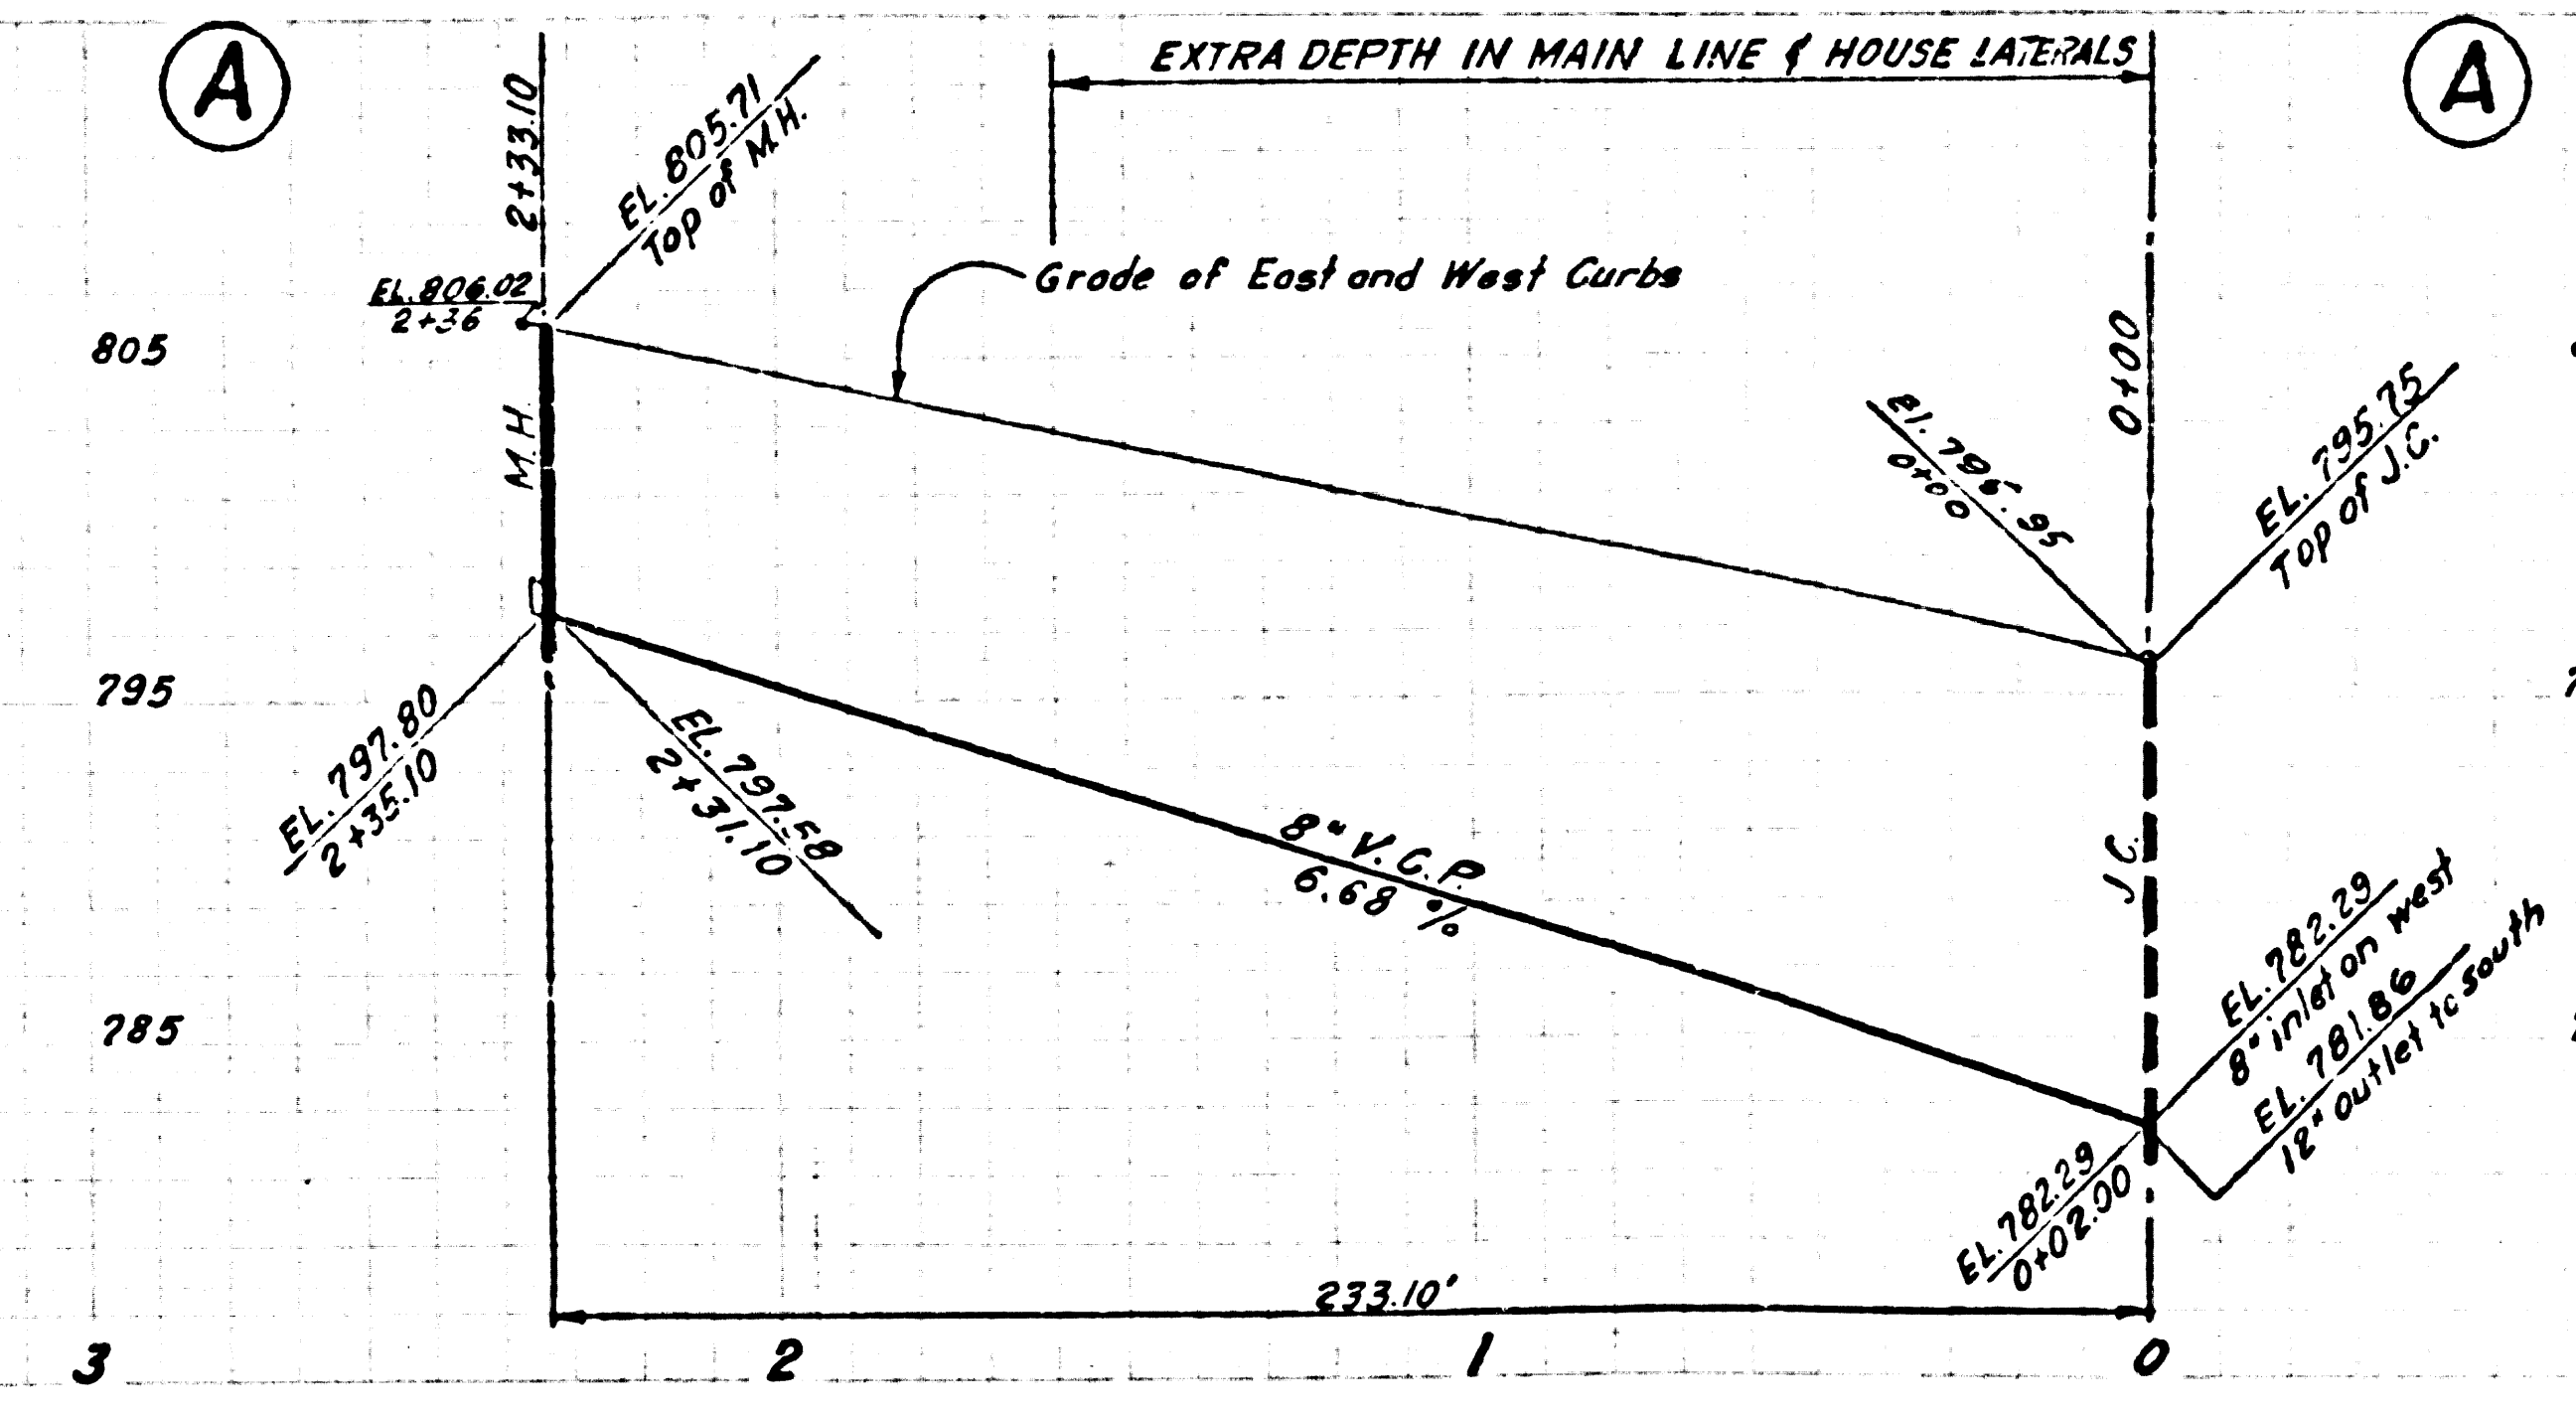 A
EXTRA DEPTH IN MAIN LINE & HOUSE LATERALS
A
2+33.10
EL. 805.71
Top of M.H.
EL. 806.02
2+36
Grade of East and West Curbs
805
M.H.
0+00
El. 795.95
0+00
EL. 795.75
Top of J.C.
795
EL. 797.80
2+35.10
EL. 797.58
2+31.10
8" V.C.P.
6.68 %
J.C.
785
EL. 782.29
8" inlet on west
EL. 781.86
12" outlet to south
EL. 782.29
0+02.00
233.10'
3
2
1
0